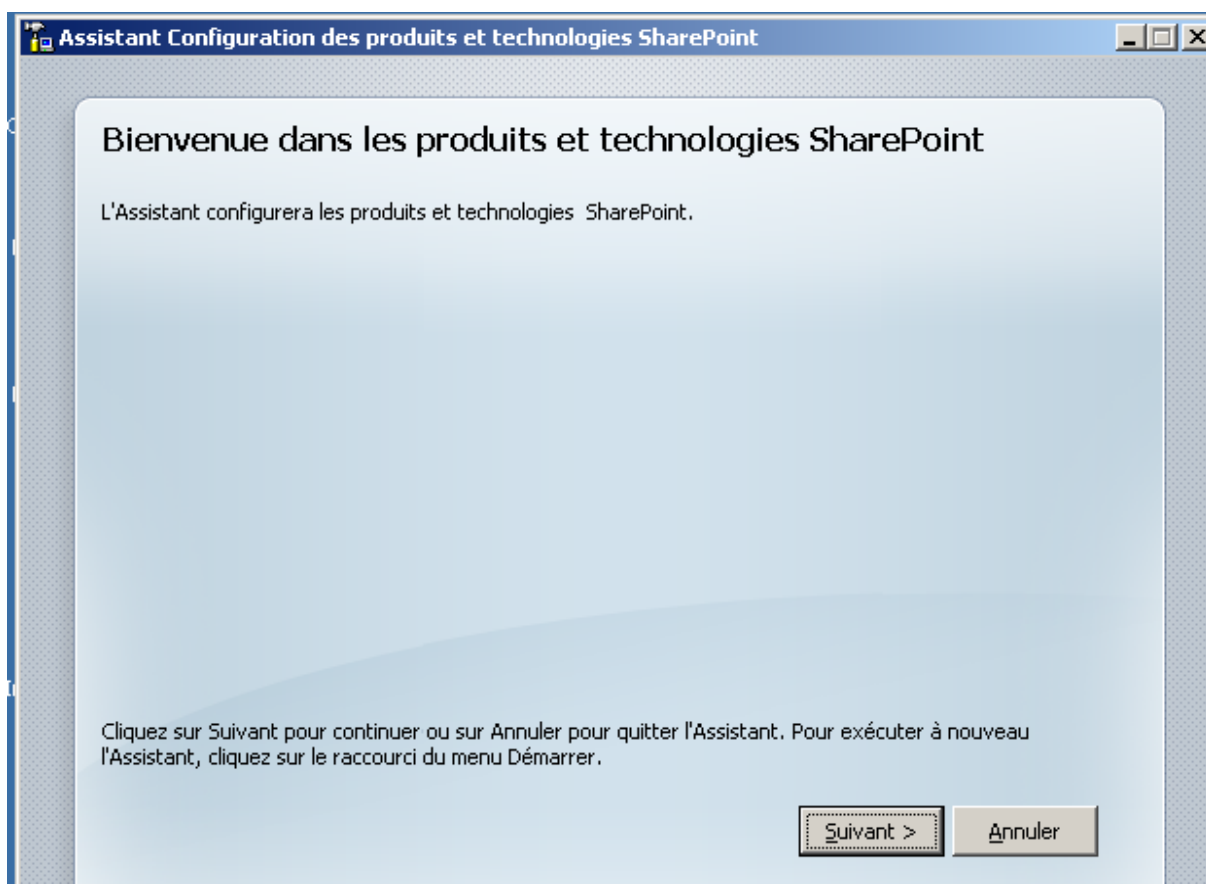 Assistant Configuration des produits et technologies SharePoint
Bienvenue dans les produits et technologies SharePoint
L'Assistant configurera les produits et technologies SharePoint.
Cliquez sur Suivant pour continuer ou sur Annuler pour quitter l'Assistant. Pour exécuter à nouveau
l'Assistant, cliquez sur le raccourci du menu Démarrer.
Suivant >
Annuler